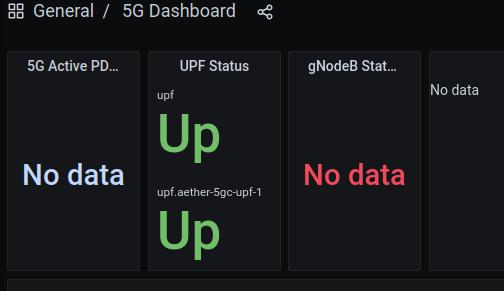 General / 5G Dashboard
5G Active PD...
UPF Status
gNodeB Stat...
No data
upf
Up
upf.aether-5gc-upf-1
Up
No data
No data